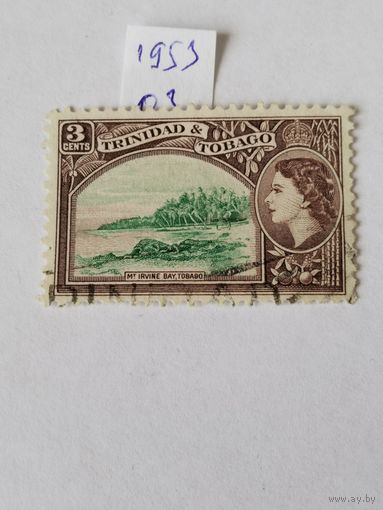 1953
3
CENTS
TRINIDAD &
TOBAGO
MT IRVINE BAY, TOBAGO
www.ay.by